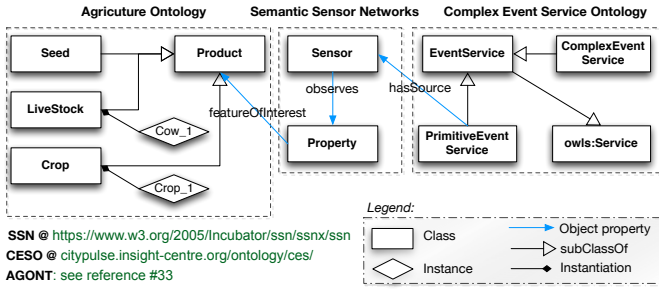 Agricuture Ontology
Semantic Sensor Networks
Complex Event Service Ontology
Seed
Product
Sensor
EventService
ComplexEvent
Service
observes
hasSource
LiveStock
featureOfInterest
Cow_1
Property
PrimitiveEvent
Service
owls:Service
Crop
Crop_1
Legend:
SSN @ https://www.w3.org/2005/Incubator/ssn/ssnx/ssn
CESO @ citypulse.insight-centre.org/ontology/ces/
AGONT: see reference #33
Class
Object property
subClassOf
Instance
Instantiation